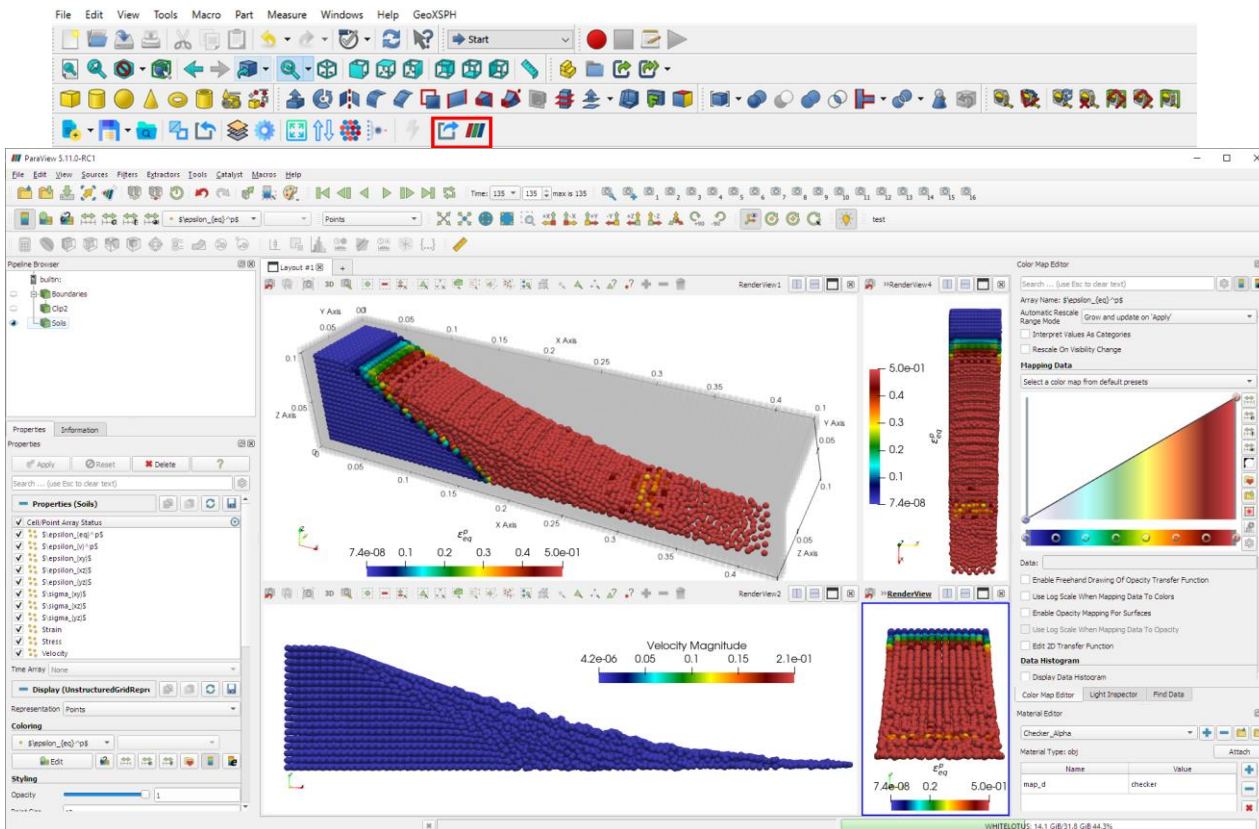 File Edit View Tools Macro Part Measure Windows Help GeoXSPH
Start
ParaView 5.11.0-RC1
File Edit View Sources Filters Extractors Tools Catalyst Macros Help
Time: 135 135 max is 135
$\epsilon_{eq}^p$ Points test
Pipeline Browser
builtin:
Boundaries
Clip2
Soils
Properties Information
Properties
Apply Reset Delete ?
Search ... (use Esc to clear text)
Properties (Soils)
Cell/Point Array Status
$\epsilon_{eq}^p$
$\epsilon_{v}^p$
$\epsilon_{xy}$
$\epsilon_{xz}$
$\epsilon_{yz}$
$\sigma_{xy}$
$\sigma_{xz}$
$\sigma_{yz}$
Strain
Stress
Velocity
Time Array None
Display (UnstructuredGridRepre
Representation Points
Coloring
$\epsilon_{eq}^p$
Edit
Styling
Opacity 1
Layout #1 +
3D RenderView1
Y Axis
0.05
0.1
X Axis
0.15
0.2
0.25
0.3
0.35
0.4
Z Axis
ε^p_eq
7.4e-08 0.1 0.2 0.3 0.4 5.0e-01
RenderView4
5.0e-01
0.4
0.3
0.2
0.1
7.4e-08
ε^p_eq
3D RenderView2
Velocity Magnitude
4.2e-06 0.05 0.1 0.15 2.1e-01
RenderView
ε^p_eq
7.4e-08 0.2 5.0e-01
Color Map Editor
Search ... (use Esc to clear text)
Array Name: $\epsilon_{eq}^p$
Automatic Rescale Range Mode Grow and update on 'Apply'
Interpret Values As Categories
Rescale On Visibility Change
Mapping Data
Select a color map from default presets
Data:
Enable Freehand Drawing Of Opacity Transfer Function
Use Log Scale When Mapping Data To Colors
Enable Opacity Mapping For Surfaces
Use Log Scale When Mapping Data To Opacity
Edit 2D Transfer Function
Data Histogram
Display Data Histogram
Color Map Editor Light Inspector Find Data
Material Editor
Checker_Alpha
Material Type: obj Attach
Name Value
map_d checker
WHITELOTUS: 14.1 GiB/31.8 GiB 44.3%